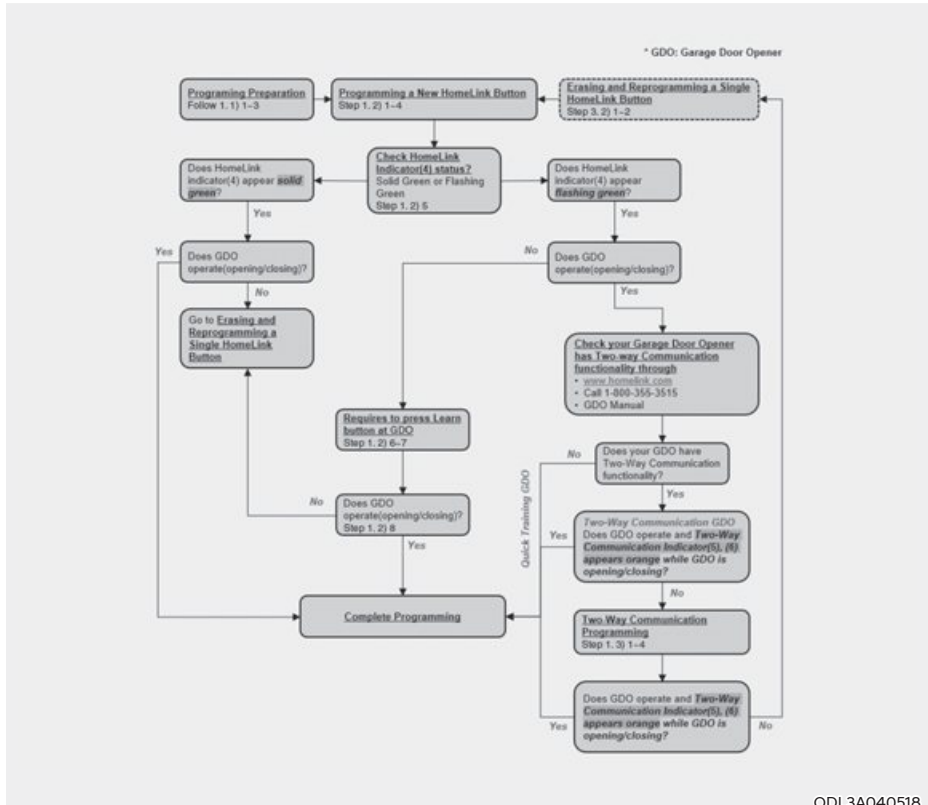 * GDO: Garage Door Opener
Programing Preparation
Follow 1. 1) 1~3
Programming a New HomeLink Button
Step 1. 2) 1~4
Erasing and Reprogramming a Single
HomeLink Button
Step 3. 2) 1~2
Does HomeLink
indicator(4) appear solid
green?
Check HomeLink
Indicator(4) status?
Solid Green or Flashing
Green
Step 1. 2) 5
Does HomeLink
indicator(4) appear
flashing green?
Yes
Yes
Yes
Does GDO
operate(opening/closing)?
No
Does GDO
operate(opening/closing)?
No
Yes
Go to Erasing and
Reprogramming a
Single HomeLink
Button
Check your Garage Door Opener
has Two-way Communication
functionality through
• www.homelink.com
• Call 1-800-355-3515
• GDO Manual
Requires to press Learn
button at GDO
Step 1. 2) 6~7
No
Does your GDO have
Two-Way Communication
functionality?
Yes
Quick Training GDO
No
Does GDO
operate(opening/closing)?
Step 1. 2) 8
Yes
Yes
Two-Way Communication GDO
Does GDO operate and Two-Way
Communication Indicator(5), (6)
appears orange while GDO is
opening/closing?
No
Complete Programming
Two Way Communication
Programming
Step 1. 3) 1~4
Does GDO operate and Two-Way
Communication Indicator(5), (6)
appears orange while GDO is
opening/closing?
Yes
No
ODL3A040518